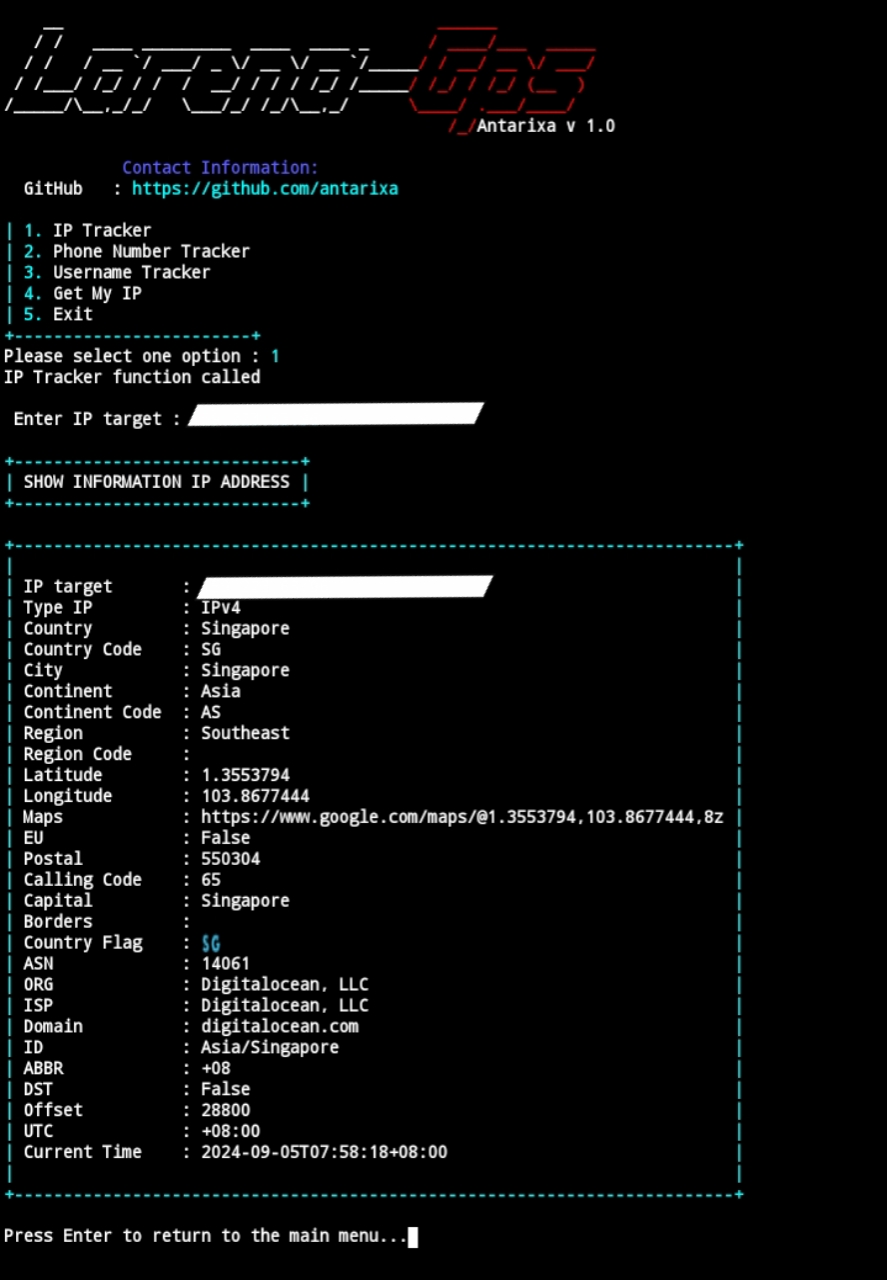 Lorena-Gps
Antarixa v 1.0
Contact Information:
GitHub : https://github.com/antarixa
| 1. IP Tracker
| 2. Phone Number Tracker
| 3. Username Tracker
| 4. Get My IP
| 5. Exit
+------------------------+
Please select one option : 1
IP Tracker function called
Enter IP target :
+-----------------------------+
| SHOW INFORMATION IP ADDRESS |
+-----------------------------+
+-------------------------------------------------------------------------+
| IP target : |
| Type IP : IPv4 |
| Country : Singapore |
| Country Code : SG |
| City : Singapore |
| Continent : Asia |
| Continent Code : AS |
| Region : Southeast |
| Region Code : |
| Latitude : 1.3553794 |
| Longitude : 103.8677444 |
| Maps : https://www.google.com/maps/@1.3553794,103.8677444,8z |
| EU : False |
| Postal : 550304 |
| Calling Code : 65 |
| Capital : Singapore |
| Borders : |
| Country Flag : SG |
| ASN : 14061 |
| ORG : Digitalocean, LLC |
| ISP : Digitalocean, LLC |
| Domain : digitalocean.com |
| ID : Asia/Singapore |
| ABBR : +08 |
| DST : False |
| Offset : 28800 |
| UTC : +08:00 |
| Current Time : 2024-09-05T07:58:18+08:00 |
+-------------------------------------------------------------------------+
Press Enter to return to the main menu...